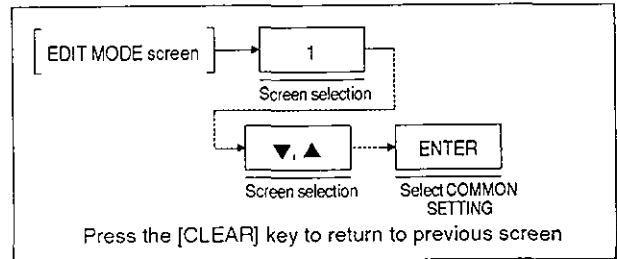 EDIT MODE screen
1
Screen selection
▼, ▲
ENTER
Screen selection
Select COMMON
SETTING
Press the [CLEAR] key to return to previous screen